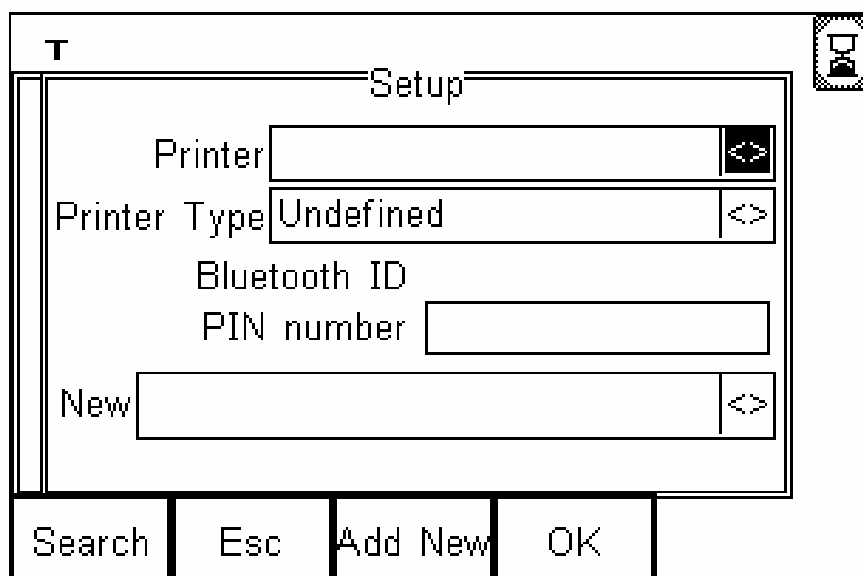 T
Setup
Printer <>
Printer Type Undefined <>
Bluetooth ID
PIN number
New <>
Search Esc Add New OK